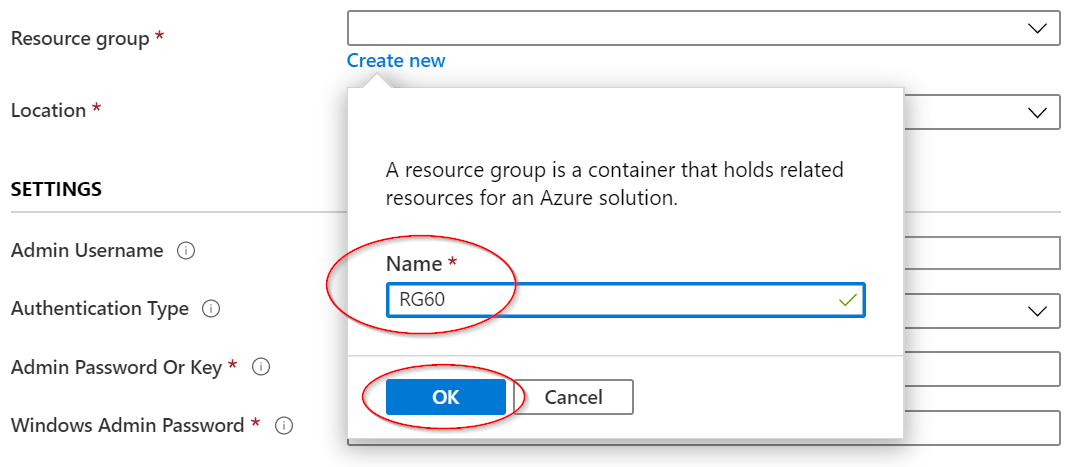 Resource group *
Create new
Location *
A resource group is a container that holds related
resources for an Azure solution.
SETTINGS
Admin Username
Name *
RG60
Authentication Type
Admin Password Or Key *
OK
Cancel
Windows Admin Password *